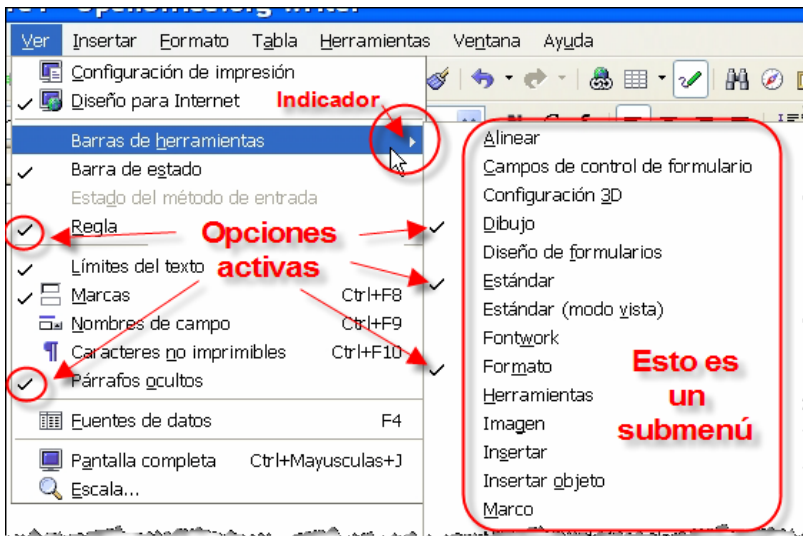 Ver Insertar Formato Tabla Herramientas Ventana Ayuda
Configuración de impresión
Diseño para Internet
Indicador
Barras de herramientas
Barra de estado
Estado del método de entrada
Regla
Opciones
activas
Límites del texto
Marcas Ctrl+F8
Nombres de campo Ctrl+F9
Caracteres no imprimibles Ctrl+F10
Párrafos ocultos
Fuentes de datos F4
Pantalla completa Ctrl+Mayusculas+J
Escala...
Alinear
Campos de control de formulario
Configuración 3D
Dibujo
Diseño de formularios
Estándar
Estándar (modo vista)
Fontwork
Formato
Herramientas
Imagen
Insertar
Insertar objeto
Marco
Esto es
un
submenú